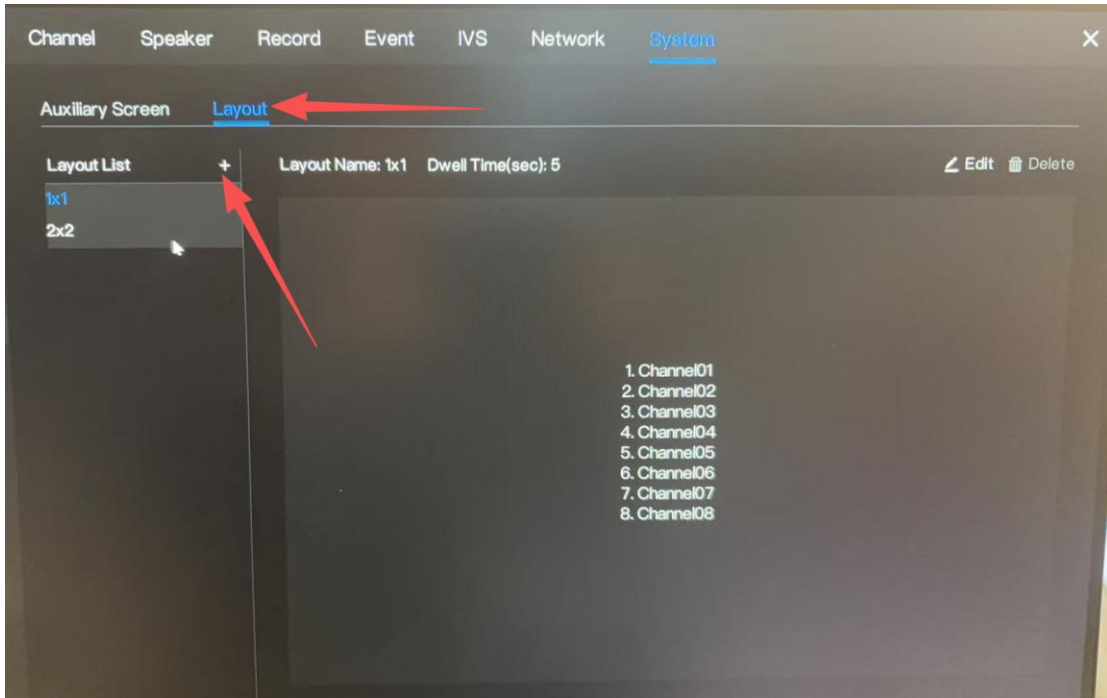 Channel Speaker Record Event IVS Network System
Auxiliary Screen Layout
Layout List +
Layout Name: 1x1 Dwell Time(sec): 5
Edit Delete
1x1
2x2
1. Channel01
2. Channel02
3. Channel03
4. Channel04
5. Channel05
6. Channel06
7. Channel07
8. Channel08